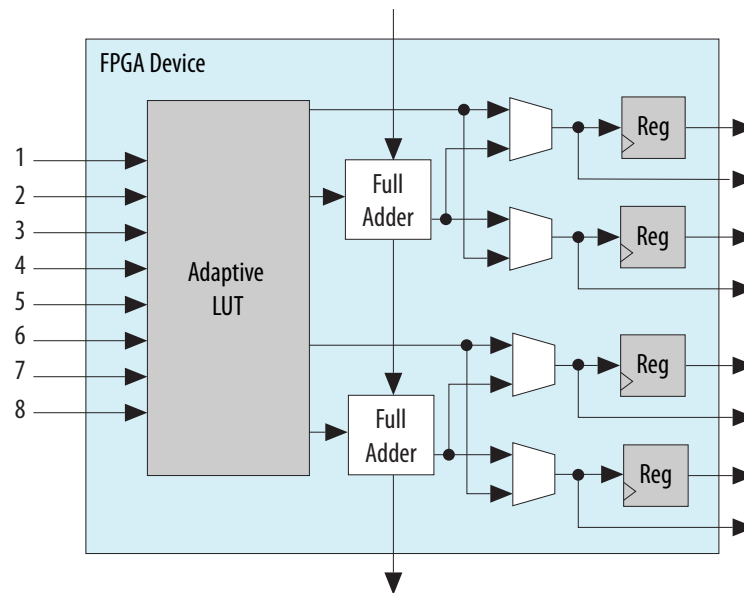 FPGA Device
1
2
3
4
5
6
7
8
Adaptive
LUT
Full
Adder
Full
Adder
Reg
Reg
Reg
Reg